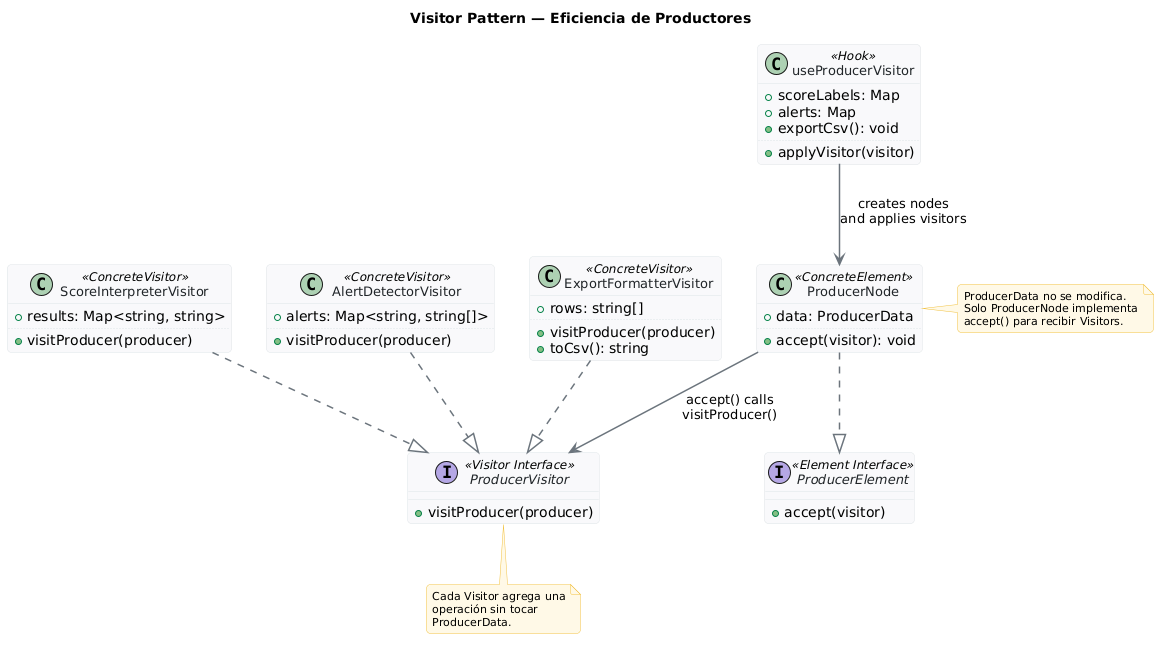 Visitor Pattern — Eficiencia de Productores
C
«Hook»
useProducerVisitor
scoreLabels: Map
alerts: Map
exportCsv(): void
applyVisitor(visitor)
creates nodes
and applies visitors
C
«ConcreteVisitor»
ScoreInterpreterVisitor
results: Map<string, string>
visitProducer(producer)
C
«ConcreteVisitor»
AlertDetectorVisitor
alerts: Map<string, string[]>
visitProducer(producer)
C
«ConcreteVisitor»
ExportFormatterVisitor
rows: string[]
visitProducer(producer)
toCsv(): string
C
«ConcreteElement»
ProducerNode
data: ProducerData
accept(visitor): void
ProducerData no se modifica.
Solo ProducerNode implementa
accept() para recibir Visitors.
accept() calls
visitProducer()
I
«Visitor Interface»
ProducerVisitor
visitProducer(producer)
I
«Element Interface»
ProducerElement
accept(visitor)
Cada Visitor agrega una
operación sin tocar
ProducerData.